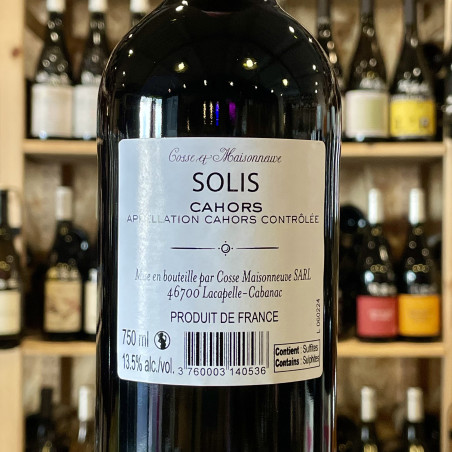 Cosse & Maisonneuve
SOLIS
CAHORS
APPELLATION CAHORS CONTRÔLÉE
Mise en bouteille par Cosse Maisonneuve SARL
46700 Lacapelle-Cabanac
PRODUIT DE FRANCE
L 060224
750 ml
13.5% alc./vol.
3 760003 140536
Contient : Sulfites
Contains : Sulphites